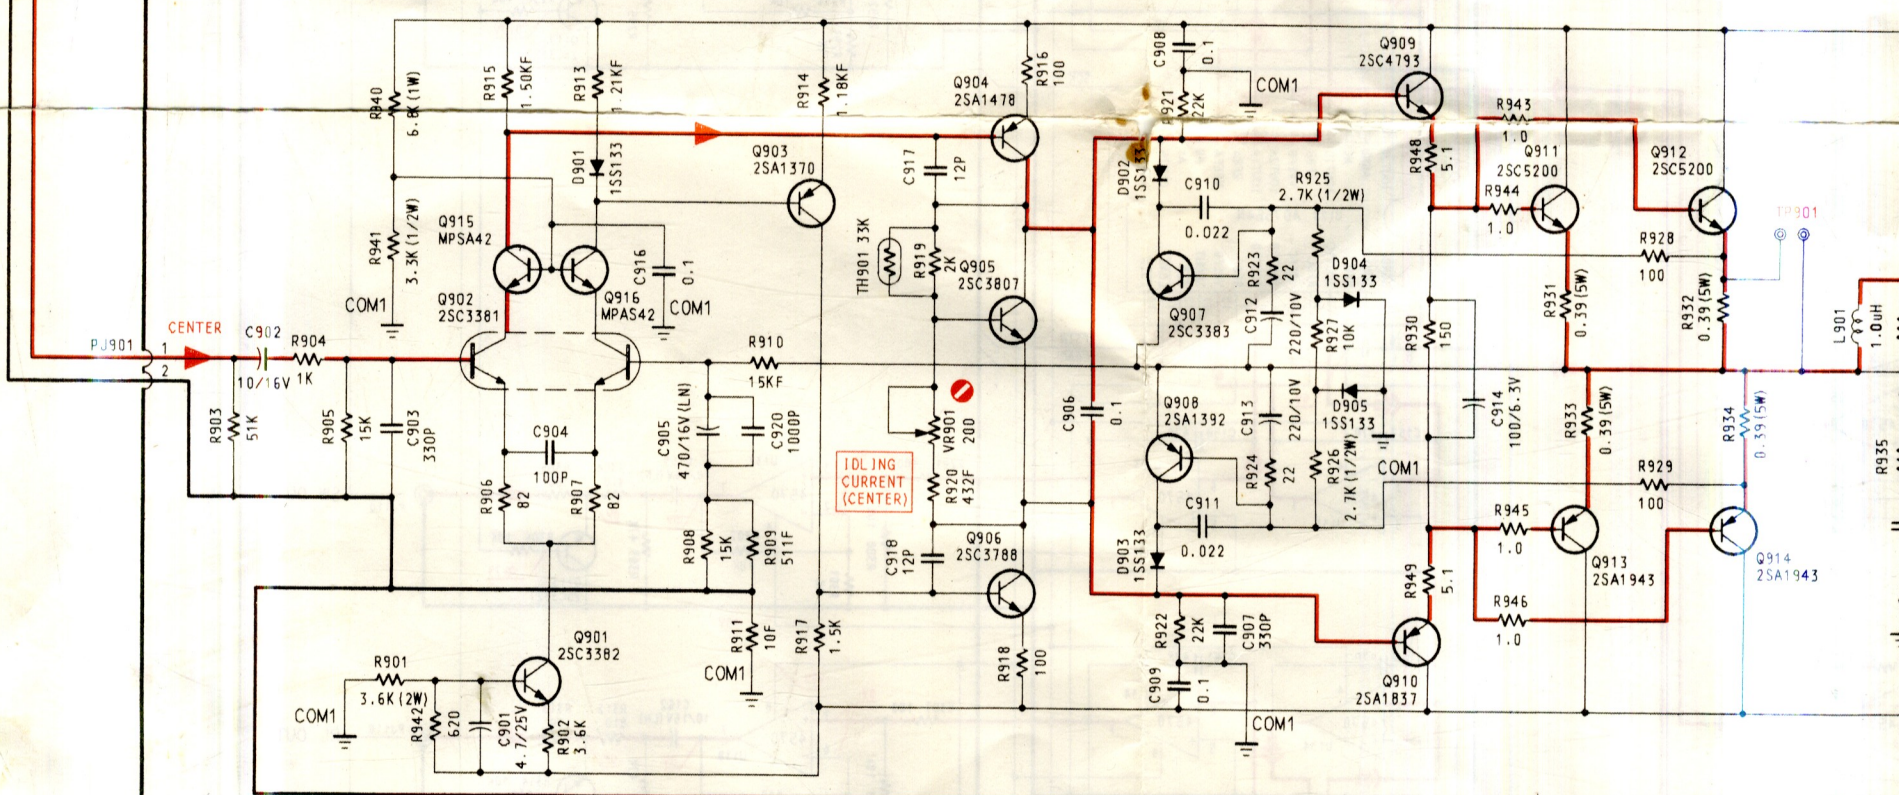 CENTER
PJ901
1
2
C902
10/16V
R904
1K
R903
51K
R905
15K
C903
330P
R940
6.8K(1W)
R941
3.3K(1/2W)
COM1
R915
1.50KF
R913
1.21KF
D901
1SS133
Q915
MPSA42
Q902
2SC3381
Q916
MPAS42
C916
0.1
COM1
C904
100P
R906
82
R907
82
Q901
2SC3382
R901
3.6K(2W)
COM1
R942
620
C901
4.7/25V
R902
3.6K
R914
1.18KF
Q903
2SA1370
R910
15KF
C905
470/16V(LN)
C920
1000P
R908
15K
R909
511F
R911
10F
COM1
R917
1.5K
Q904
2SA1478
R916
100
C917
12P
TH901 33K
R919
2K
Q905
2SC3807
VR901
200
IDLING
CURRENT
(CENTER)
R920
432F
C918
12P
Q906
2SC3788
R918
100
C906
0.1
C908
0.1
COM1
R921
22K
D902
1SS133
C910
0.022
R925
2.7K(1/2W)
Q907
2SC3383
R923
22
C912
220/10V
R927
10K
D904
1SS133
Q908
2SA1392
C913
220/10V
D905
1SS133
COM1
R924
22
R926
2.7K(1/2W)
C911
0.022
D903
1SS133
R922
22K
C907
330P
C909
0.1
COM1
Q909
2SC4793
R948
5.1
R943
1.0
Q911
2SC5200
R944
1.0
Q912
2SC5200
TP901
R928
100
R931
0.39(5W)
R932
0.39(5W)
R930
150
C914
100/6.3V
L901
1.0uH
R933
0.39(5W)
R934
0.39(5W)
R929
100
R935
R945
1.0
Q913
2SA1943
Q914
2SA1943
R949
5.1
R946
1.0
Q910
2SA1837